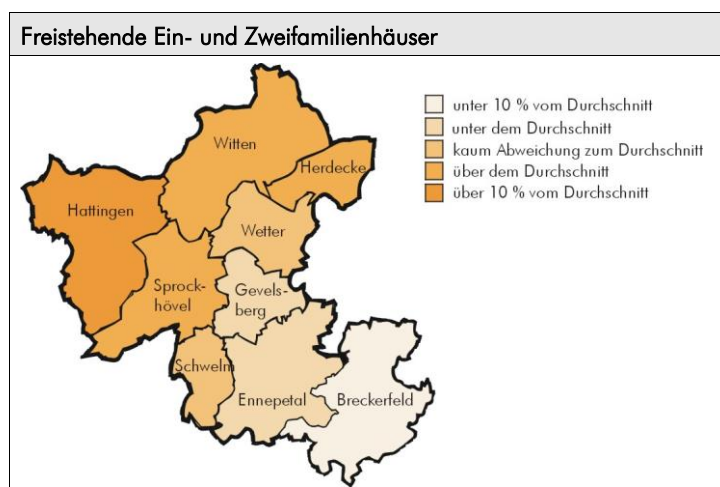 Freistehende Ein- und Zweifamilienhäuser
unter 10 % vom Durchschnitt
unter dem Durchschnitt
kaum Abweichung zum Durchschnitt
über dem Durchschnitt
über 10 % vom Durchschnitt
Witten
Herdecke
Hattingen
Wetter
Sprock-
hövel
Gevels-
berg
Schwelm
Ennepetal
Breckerfeld